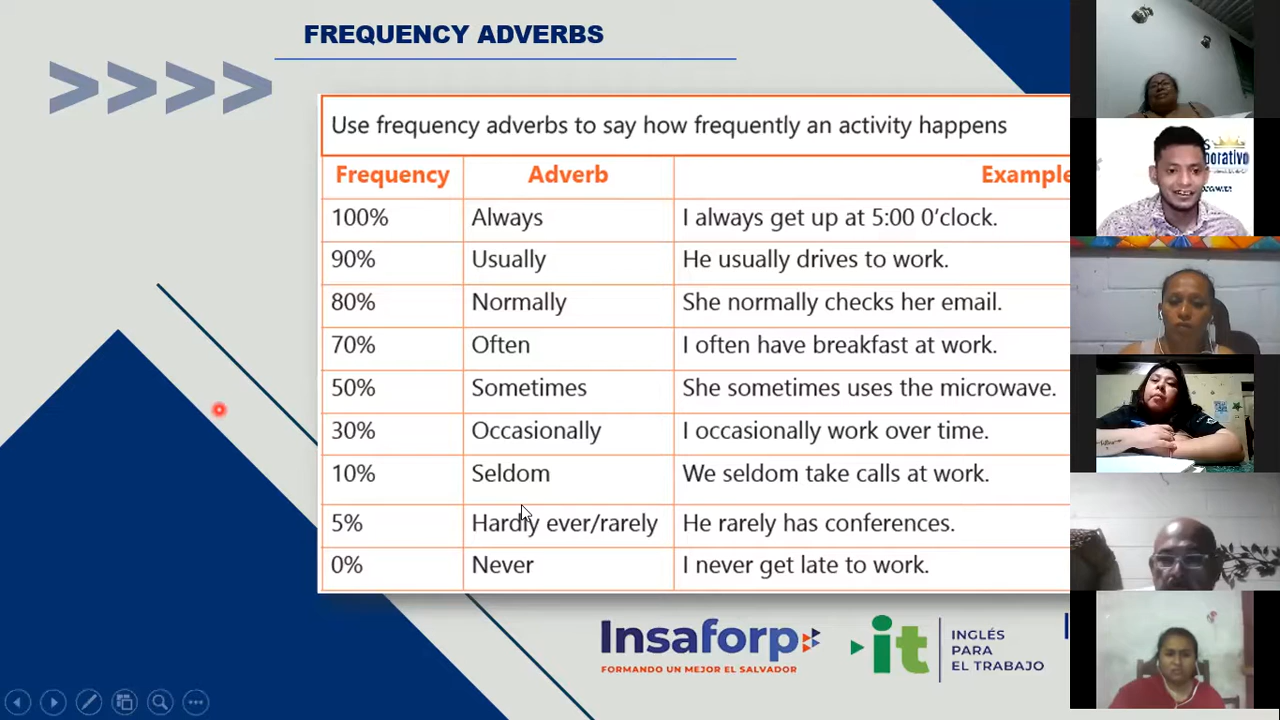 FREQUENCY ADVERBS
Use frequency adverbs to say how frequently an activity happens
Frequency Adverb Example
100% Always I always get up at 5:00 0’clock.
90% Usually He usually drives to work.
80% Normally She normally checks her email.
70% Often I often have breakfast at work.
50% Sometimes She sometimes uses the microwave.
30% Occasionally I occasionally work over time.
10% Seldom We seldom take calls at work.
5% Hardly ever/rarely He rarely has conferences.
0% Never I never get late to work.
Insaforp
FORMANDO UN MEJOR EL SALVADOR
it
INGLÉS
PARA
EL TRABAJO